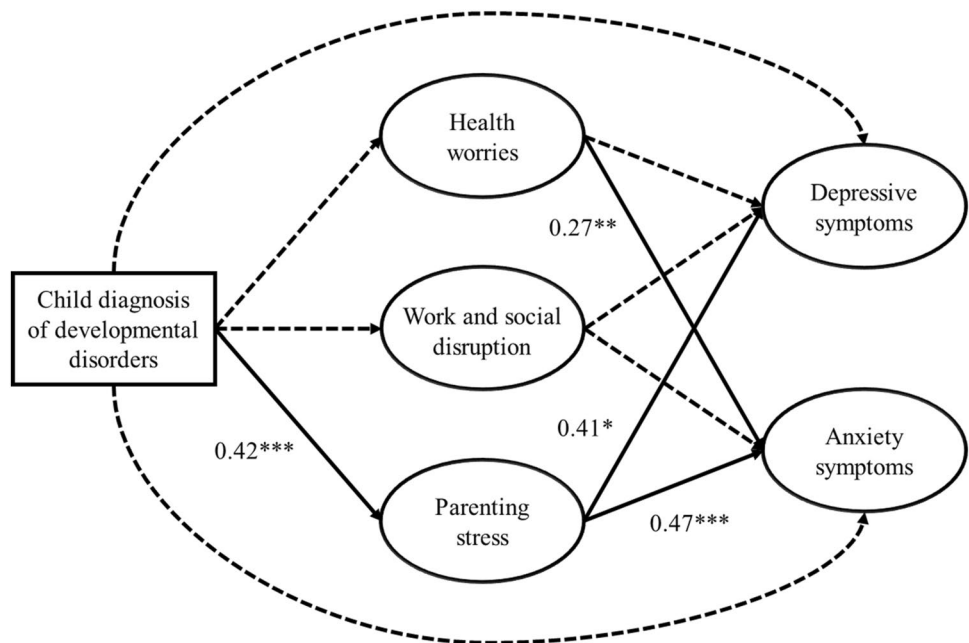 Health
worries
Depressive
symptoms
0.27**
Child diagnosis
of developmental
disorders
Work and social
disruption
0.42***
0.41*
Anxiety
symptoms
Parenting
stress
0.47***